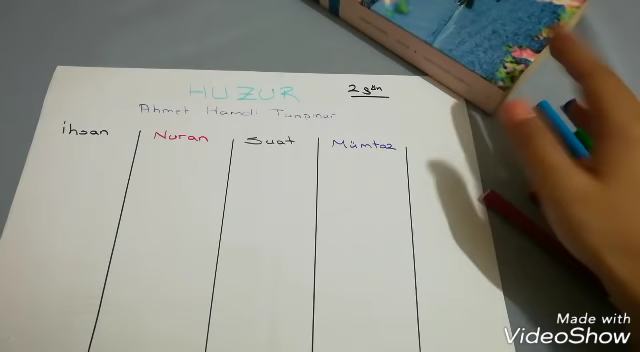 HUZUR 2 gün
Ahmet Hamdi Tanpınar
İhsan Nuran Suat Mümtaz
Made with
VideoShow